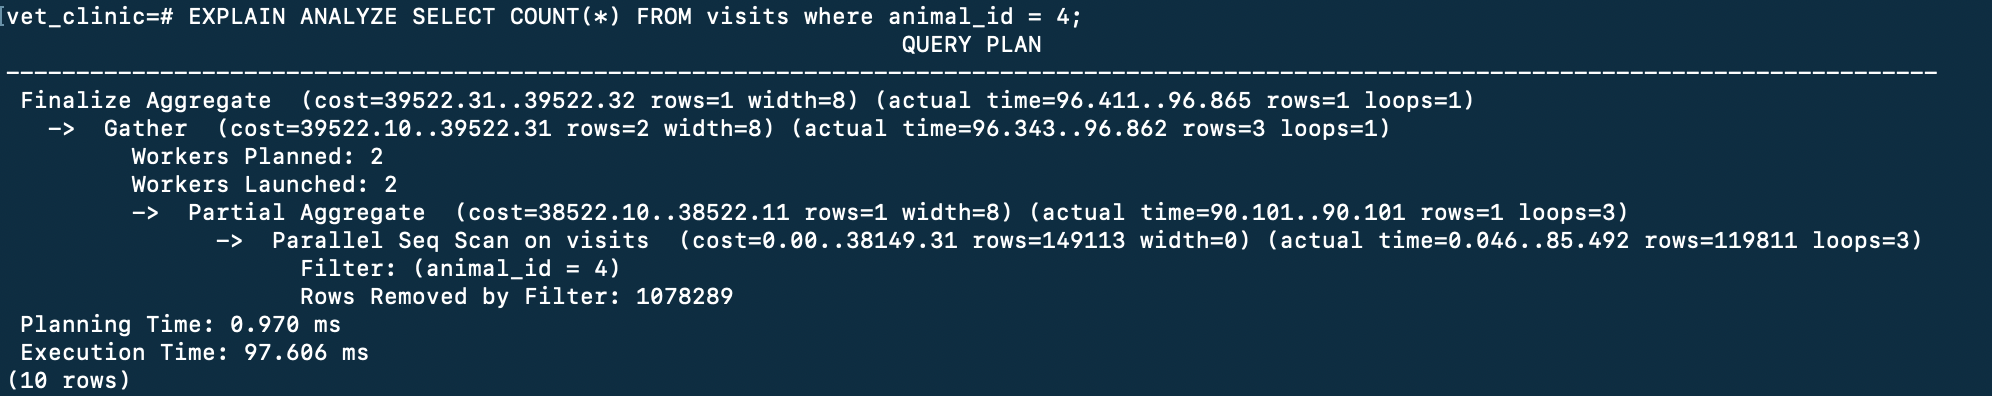 [vet_clinic=# EXPLAIN ANALYZE SELECT COUNT(*) FROM visits where animal_id = 4;
QUERY PLAN
------------------------------------------------------------------------------------------------------------------------------------------
Finalize Aggregate  (cost=39522.31..39522.32 rows=1 width=8) (actual time=96.411..96.865 rows=1 loops=1)
->  Gather  (cost=39522.10..39522.31 rows=2 width=8) (actual time=96.343..96.862 rows=3 loops=1)
Workers Planned: 2
Workers Launched: 2
->  Partial Aggregate  (cost=38522.10..38522.11 rows=1 width=8) (actual time=90.101..90.101 rows=1 loops=3)
->  Parallel Seq Scan on visits  (cost=0.00..38149.31 rows=149113 width=0) (actual time=0.046..85.492 rows=119811 loops=3)
Filter: (animal_id = 4)
Rows Removed by Filter: 1078289
Planning Time: 0.970 ms
Execution Time: 97.606 ms
(10 rows)